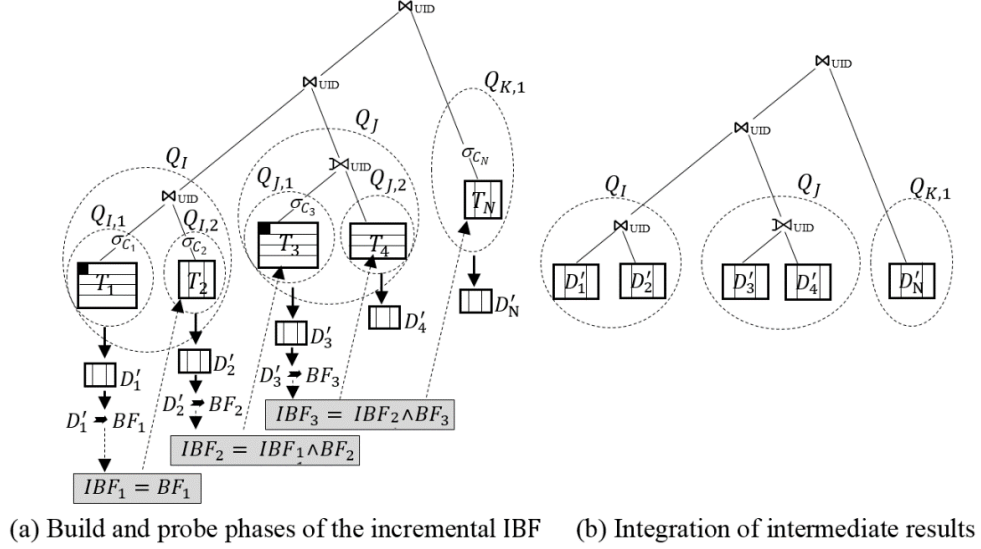 ⋈UID
⋈UID
Q_{K,1}
Q_J
Q_I
σ_{C_N}
⋊UID
⋈UID
Q_{J,1}
Q_{J,2}
T_N
Q_{I,1}
Q_{I,2}
σ_{C_3}
σ_{C_1}
σ_{C_2}
T_3
T_4
T_1
T_2
D'_N
D'_4
D'_3
D'_2
D'_1
D'_3 ➡ BF_3
D'_2 ➡ BF_2
D'_1 ➡ BF_1
IBF_3 = IBF_2 ∧ BF_3
IBF_2 = IBF_1 ∧ BF_2
IBF_1 = BF_1
(a) Build and probe phases of the incremental IBF
⋈UID
⋈UID
Q_I
Q_J
Q_{K,1}
⋈UID
⋊UID
D'_1
D'_2
D'_3
D'_4
D'_N
(b) Integration of intermediate results